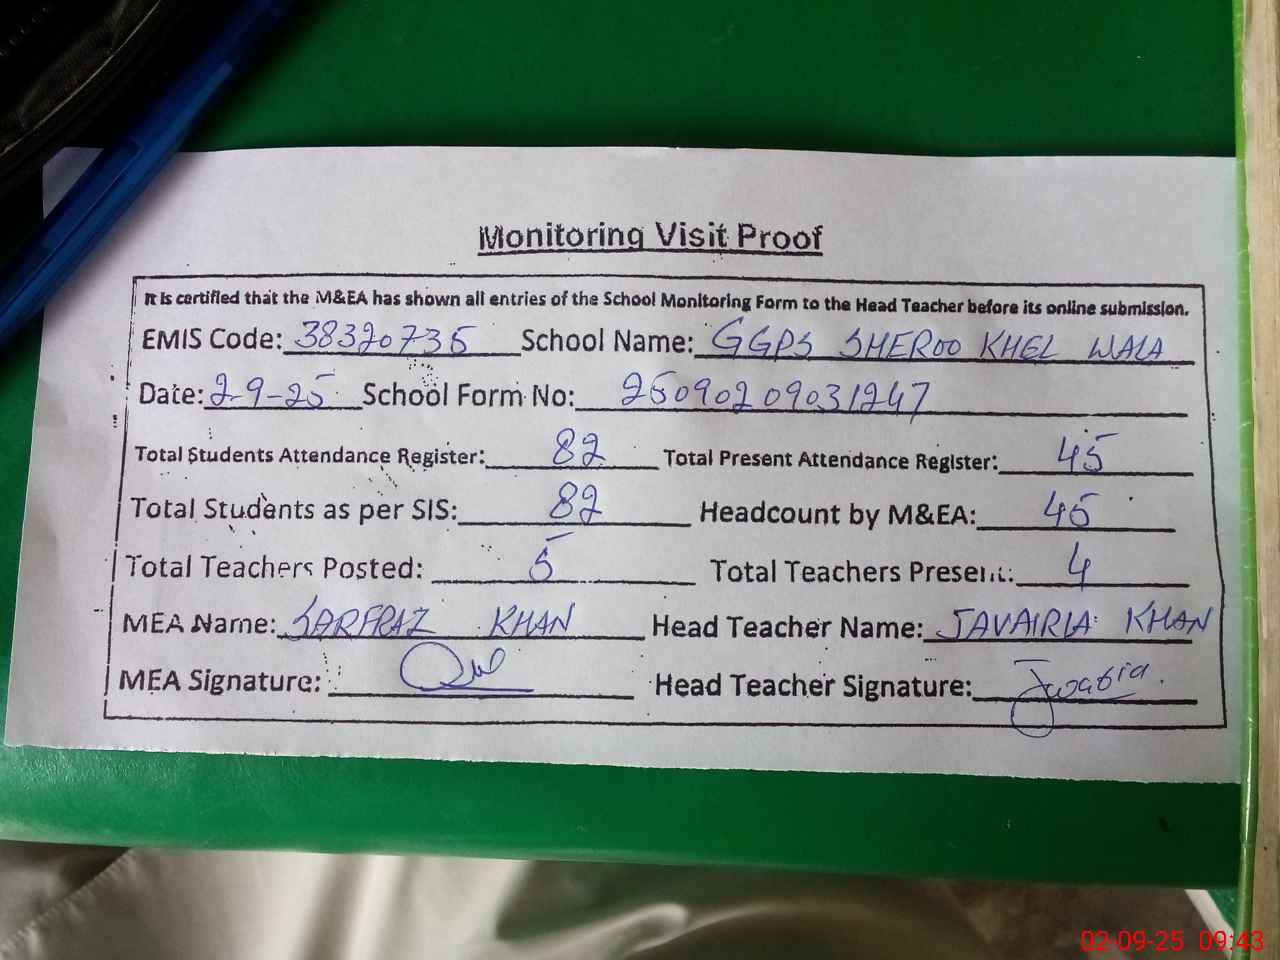 Monitoring Visit Proof
It is certified that the M&EA has shown all entries of the School Monitoring Form to the Head Teacher before its online submission.
EMIS Code: 38320735 School Name: GGPS SHEROO KHEL WALA
Date: 2-9-25 School Form No: 25090209031247
Total Students Attendance Register: 82 Total Present Attendance Register: 45
Total Students as per SIS: 82 Headcount by M&EA: 45
Total Teachers Posted: 5 Total Teachers Present: 4
MEA Name: SARFRAZ KHAN Head Teacher Name: JAVAIRIA KHAN
MEA Signature: Head Teacher Signature:
02-09-25 09:43